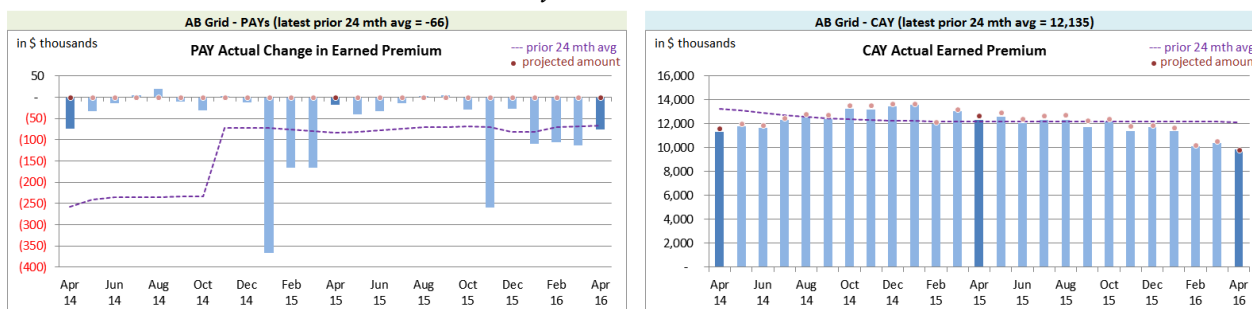 AB Grid - PAYs (latest prior 24 mth avg = -66)
in $ thousands
PAY Actual Change in Earned Premium
prior 24 mth avg
projected amount
50
-
(50)
(100)
(150)
(200)
(250)
(300)
(350)
(400)
Apr Jun Aug Oct Dec Feb Apr Jun Aug Oct Dec Feb Apr
14 14 14 14 14 15 15 15 15 15 15 16 16
AB Grid - CAY (latest prior 24 mth avg = 12,135)
in $ thousands
CAY Actual Earned Premium
prior 24 mth avg
projected amount
16,000
14,000
12,000
10,000
8,000
6,000
4,000
2,000
-
Apr Jun Aug Oct Dec Feb Apr Jun Aug Oct Dec Feb Apr
14 14 14 14 14 15 15 15 15 15 15 16 16